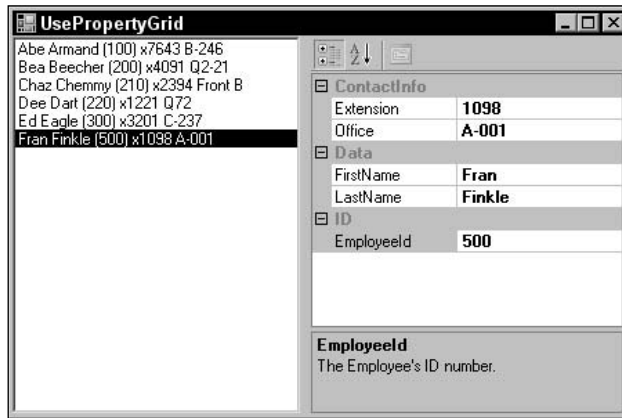 UsePropertyGrid
Abe Armand (100) x7643 B-246
Bea Beecher (200) x4091 Q2-21
Chaz Chemmy (210) x2394 Front B
Dee Dart (220) x1221 Q72
Ed Eagle (300) x3201 C-237
Fran Finkle (500) x1098 A-001
A Z
ContactInfo
Extension 1098
Office A-001
Data
FirstName Fran
LastName Finkle
ID
EmployeeId 500
EmployeeId
The Employee's ID number.